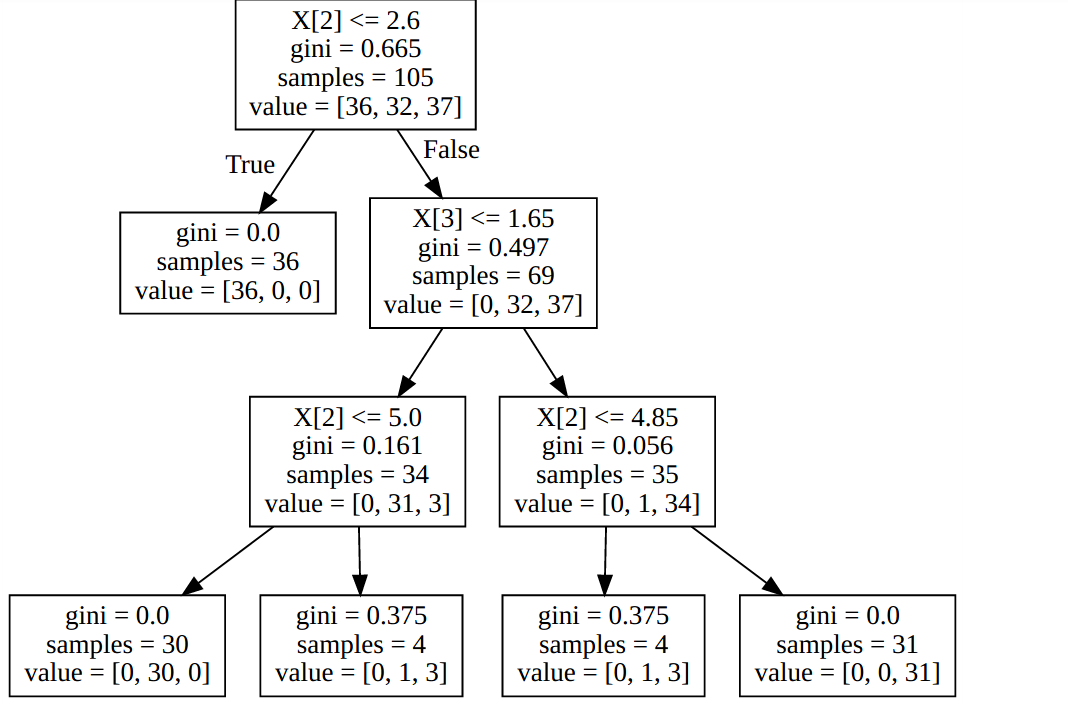 X[2] <= 2.6
gini = 0.665
samples = 105
value = [36, 32, 37]
True
False
gini = 0.0
samples = 36
value = [36, 0, 0]
X[3] <= 1.65
gini = 0.497
samples = 69
value = [0, 32, 37]
X[2] <= 5.0
gini = 0.161
samples = 34
value = [0, 31, 3]
X[2] <= 4.85
gini = 0.056
samples = 35
value = [0, 1, 34]
gini = 0.0
samples = 30
value = [0, 30, 0]
gini = 0.375
samples = 4
value = [0, 1, 3]
gini = 0.375
samples = 4
value = [0, 1, 3]
gini = 0.0
samples = 31
value = [0, 0, 31]